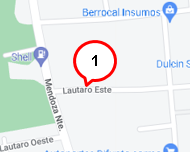 Berrocal Insumos
1
Shell
Dulcin S
Lautaro Este
Mendoza Nte.
Lautaro Oeste